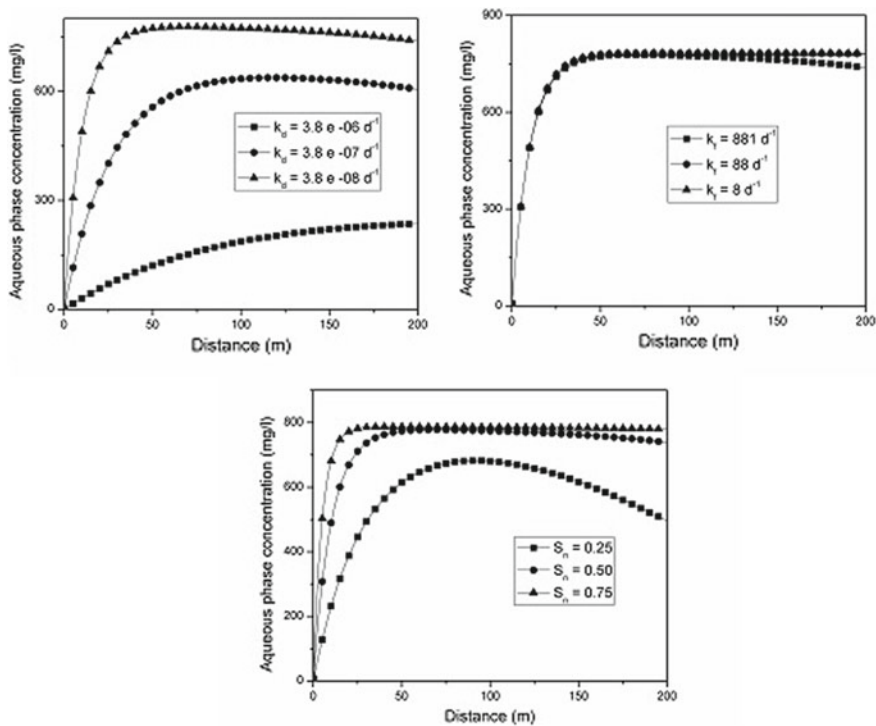 Aqueous phase concentration (mg/l)
600
300
0
k_d = 3.8 e -06 d^-1
k_d = 3.8 e -07 d^-1
k_d = 3.8 e -08 d^-1
0 50 100 150 200
Distance (m)
Aqueous phase concentration (mg/l)
900
600
300
0
k_f = 881 d^-1
k_f = 88 d^-1
k_f = 8 d^-1
0 50 100 150 200
Distance (m)
Aqueous phase concentration (mg/l)
800
600
400
200
0
S_n = 0.25
S_n = 0.50
S_n = 0.75
0 50 100 150 200
Distance (m)